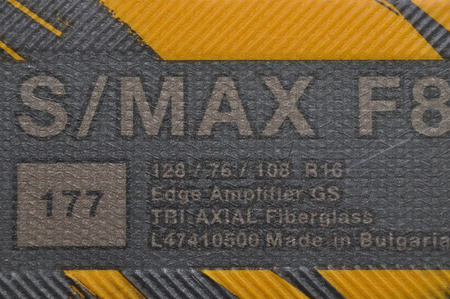 S/MAX F8
177
128 / 76 / 108 R16
Edge Amplifier GS
TRI AXIAL Fiberglass
L47410500 Made in Bulgaria